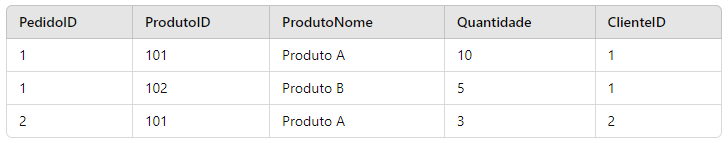 PedidoID ProdutoID ProdutoNome Quantidade ClienteID
1 101 Produto A 10 1
1 102 Produto B 5 1
2 101 Produto A 3 2